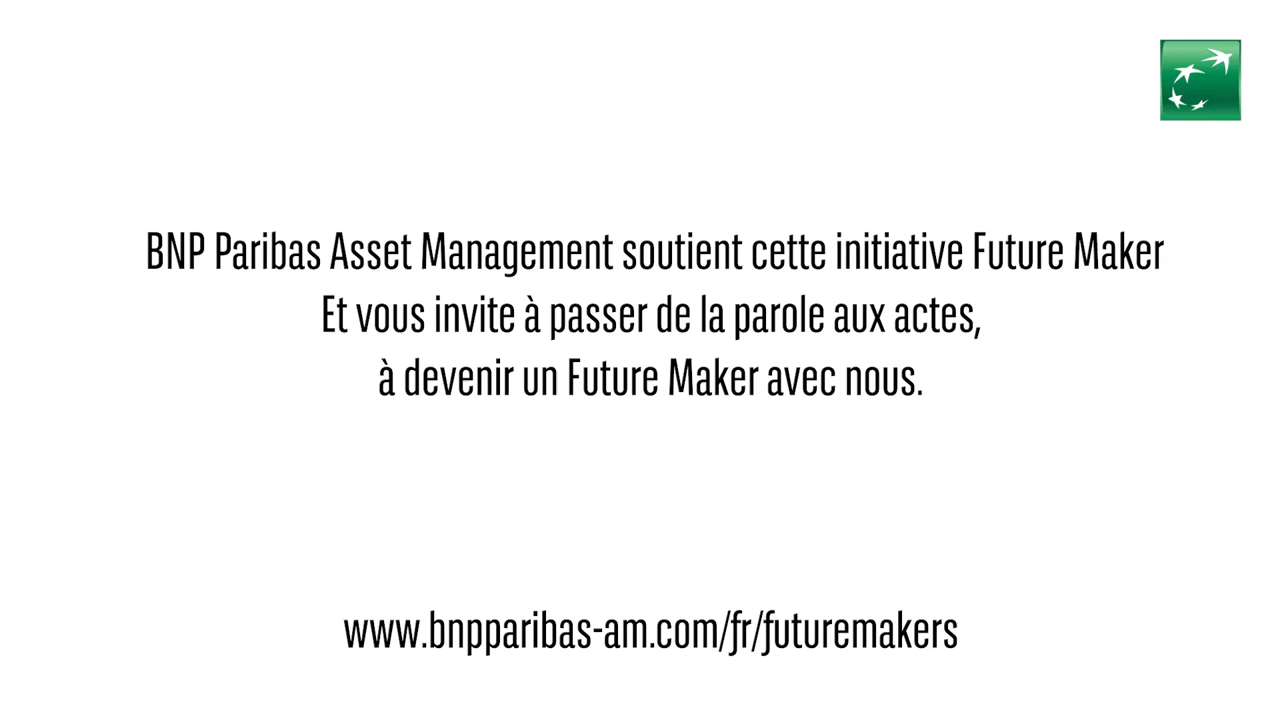 BNP Paribas Asset Management soutient cette initiative Future Maker
Et vous invite à passer de la parole aux actes,
à devenir un Future Maker avec nous.
www.bnpparibas-am.com/fr/futuremakers